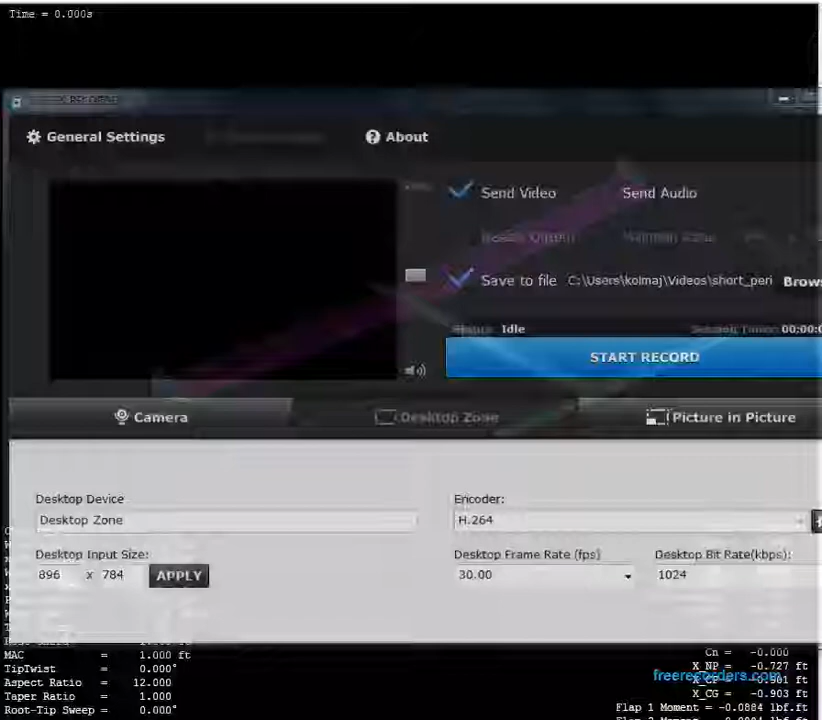 Time = 0.000s
General Settings
About
Send Video
Send Audio
Save to file C:\Users\kolmaj\Videos\short_peri Brows
Idle
00:00:0
START RECORD
Camera
Desktop Zone
Picture in Picture
Desktop Device
Desktop Zone
Encoder:
H.264
Desktop Input Size:
896 x 784 APPLY
Desktop Frame Rate (fps)
30.00
Desktop Bit Rate(kbps):
1024
MAC = 1.000 ft
TipTwist = 0.000°
Aspect Ratio = 12.000
Taper Ratio = 1.000
Root-Tip Sweep = 0.000°
Cn = -0.000
X_NP = -0.727 ft
freerecorders.com
X_CG = -0.903 ft
Flap 1 Moment = -0.0884 lbf.ft